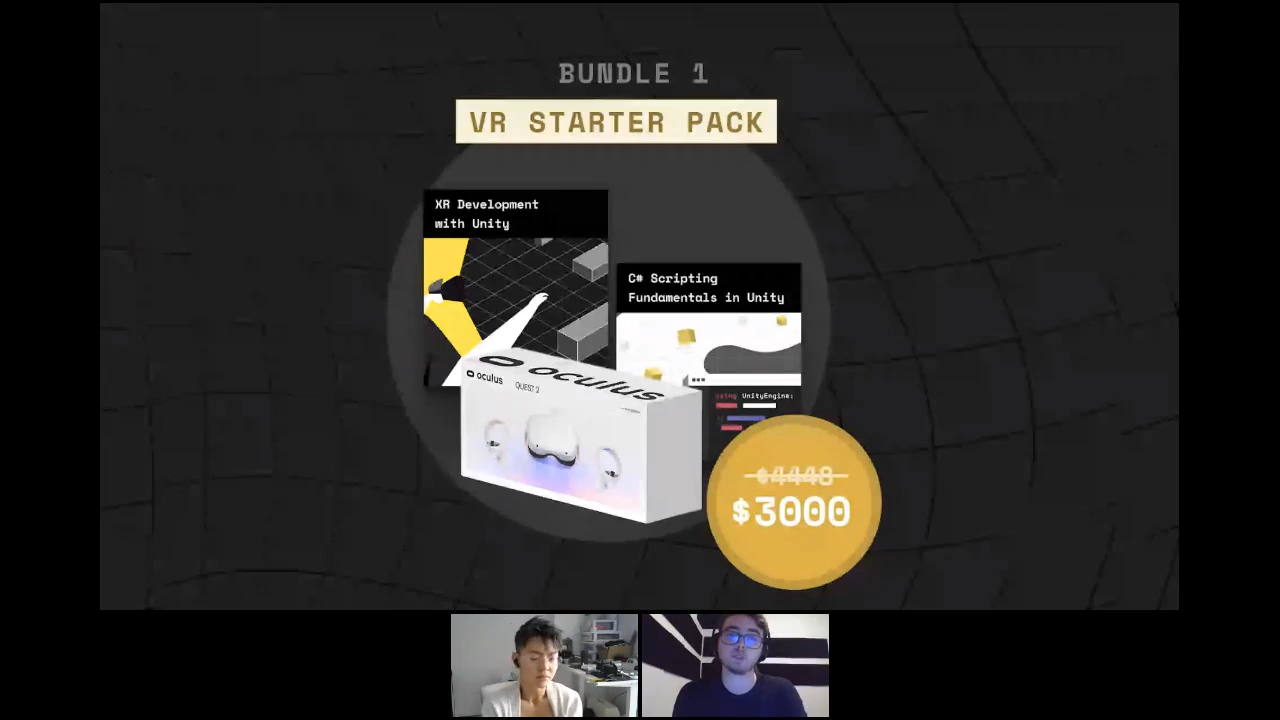 BUNDLE 1
VR STARTER PACK
XR Development
with Unity
C# Scripting
Fundamentals in Unity
oculus
oculus
QUEST 2
using UnityEngine;
$4448
$3000